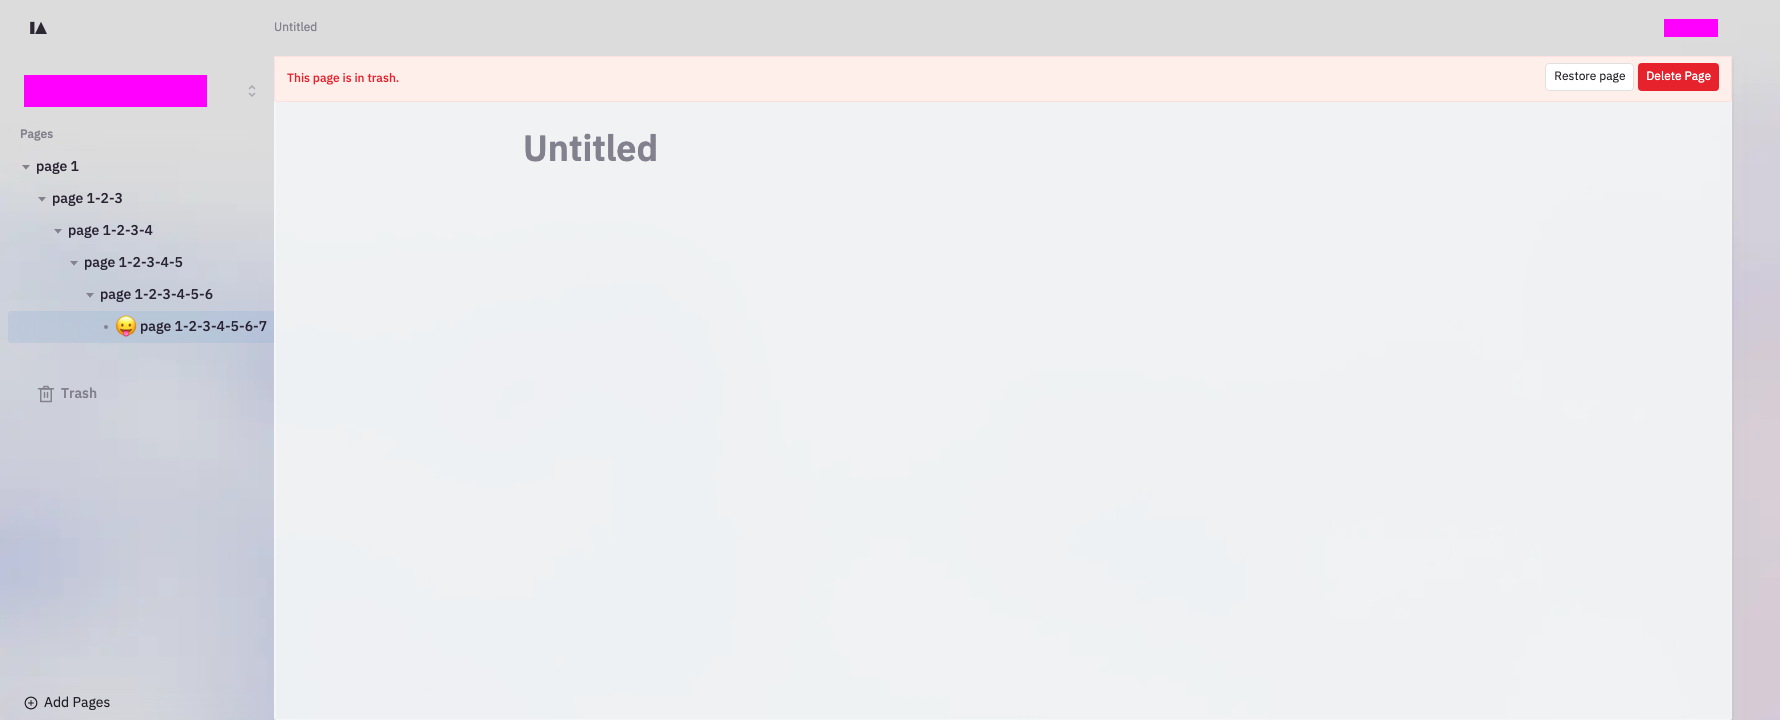 Untitled
This page is in trash.
Restore page
Delete Page
Untitled
Pages
page 1
page 1-2-3
page 1-2-3-4
page 1-2-3-4-5
page 1-2-3-4-5-6
😛 page 1-2-3-4-5-6-7
Trash
Add Pages